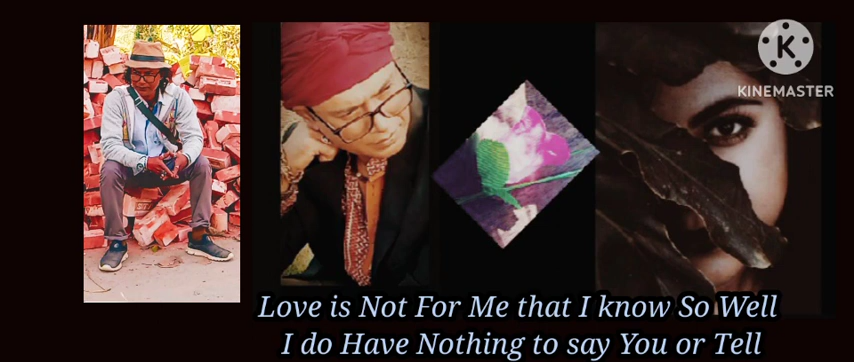 KINEMASTER
Love is Not For Me that I know So Well
I do Have Nothing to say You or Tell